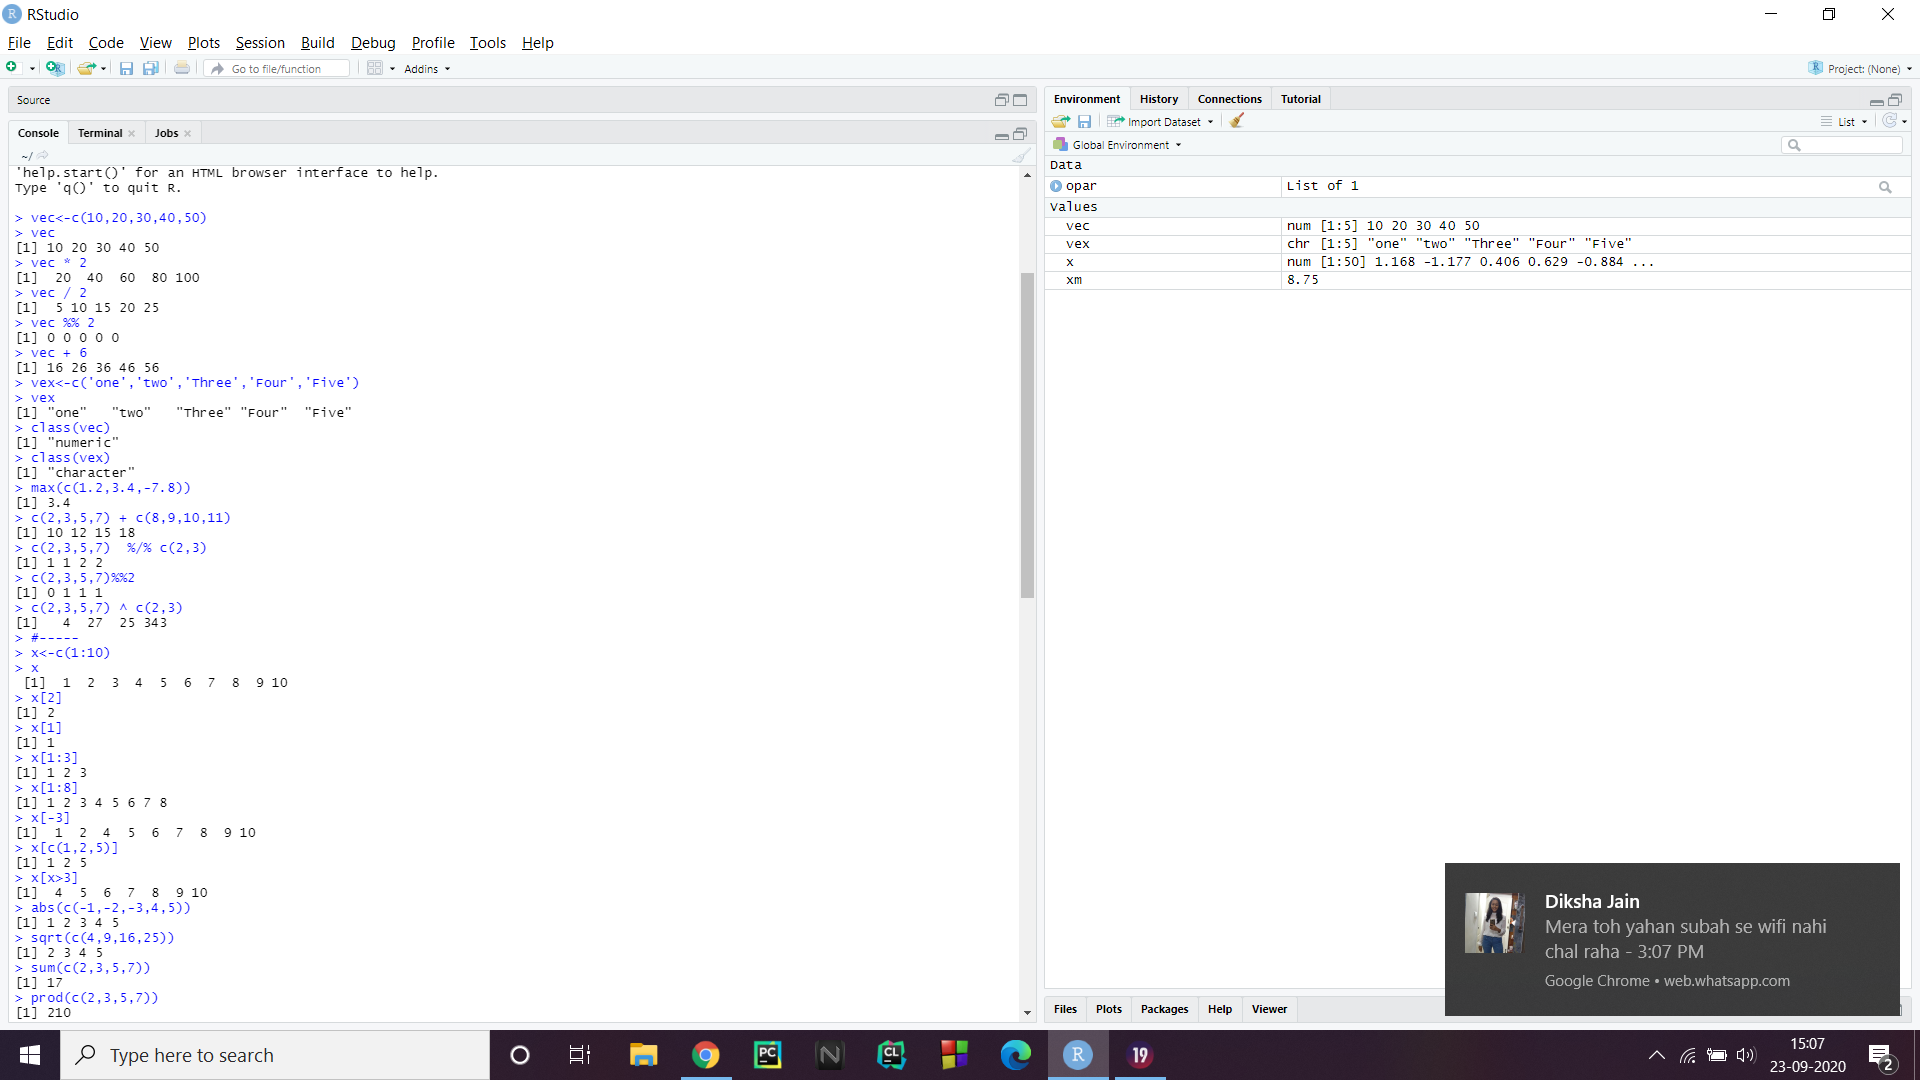 RStudio
File Edit Code View Plots Session Build Debug Profile Tools Help
Go to file/function Addins Project: (None)
Source
Console Terminal Jobs
~/
'help.start()' for an HTML browser interface to help.
Type 'q()' to quit R.
> vec<-c(10,20,30,40,50)
> vec
[1] 10 20 30 40 50
> vec * 2
[1]  20  40  60  80 100
> vec / 2
[1]  5 10 15 20 25
> vec %% 2
[1] 0 0 0 0 0
> vec + 6
[1] 16 26 36 46 56
> vex<-c('one','two','Three','Four','Five')
> vex
[1] "one"   "two"   "Three" "Four"  "Five"
> class(vec)
[1] "numeric"
> class(vex)
[1] "character"
> max(c(1.2,3.4,-7.8))
[1] 3.4
> c(2,3,5,7) + c(8,9,10,11)
[1] 10 12 15 18
> c(2,3,5,7)  %/% c(2,3)
[1] 1 1 2 2
> c(2,3,5,7)%%2
[1] 0 1 1 1
> c(2,3,5,7) ^ c(2,3)
[1]   4  27  25 343
> #-----
> x<-c(1:10)
> x
 [1]  1  2  3  4  5  6  7  8  9 10
> x[2]
[1] 2
> x[1]
[1] 1
> x[1:3]
[1] 1 2 3
> x[1:8]
[1] 1 2 3 4 5 6 7 8
> x[-3]
[1]  1  2  4  5  6  7  8  9 10
> x[c(1,2,5)]
[1] 1 2 5
> x[x>3]
[1]  4  5  6  7  8  9 10
> abs(c(-1,-2,-3,4,5))
[1] 1 2 3 4 5
> sqrt(c(4,9,16,25))
[1] 2 3 4 5
> sum(c(2,3,5,7))
[1] 17
> prod(c(2,3,5,7))
[1] 210
Environment History Connections Tutorial
Import Dataset List
Global Environment
Data
opar List of 1
Values
vec num [1:5] 10 20 30 40 50
vex chr [1:5] "one" "two" "Three" "Four" "Five"
x num [1:50] 1.168 -1.177 0.406 0.629 -0.884 ...
xm 8.75
Diksha Jain
Mera toh yahan subah se wifi nahi
chal raha - 3:07 PM
Google Chrome • web.whatsapp.com
Files Plots Packages Help Viewer
Type here to search
PC
N
CL
R
19
15:07
23-09-2020
2